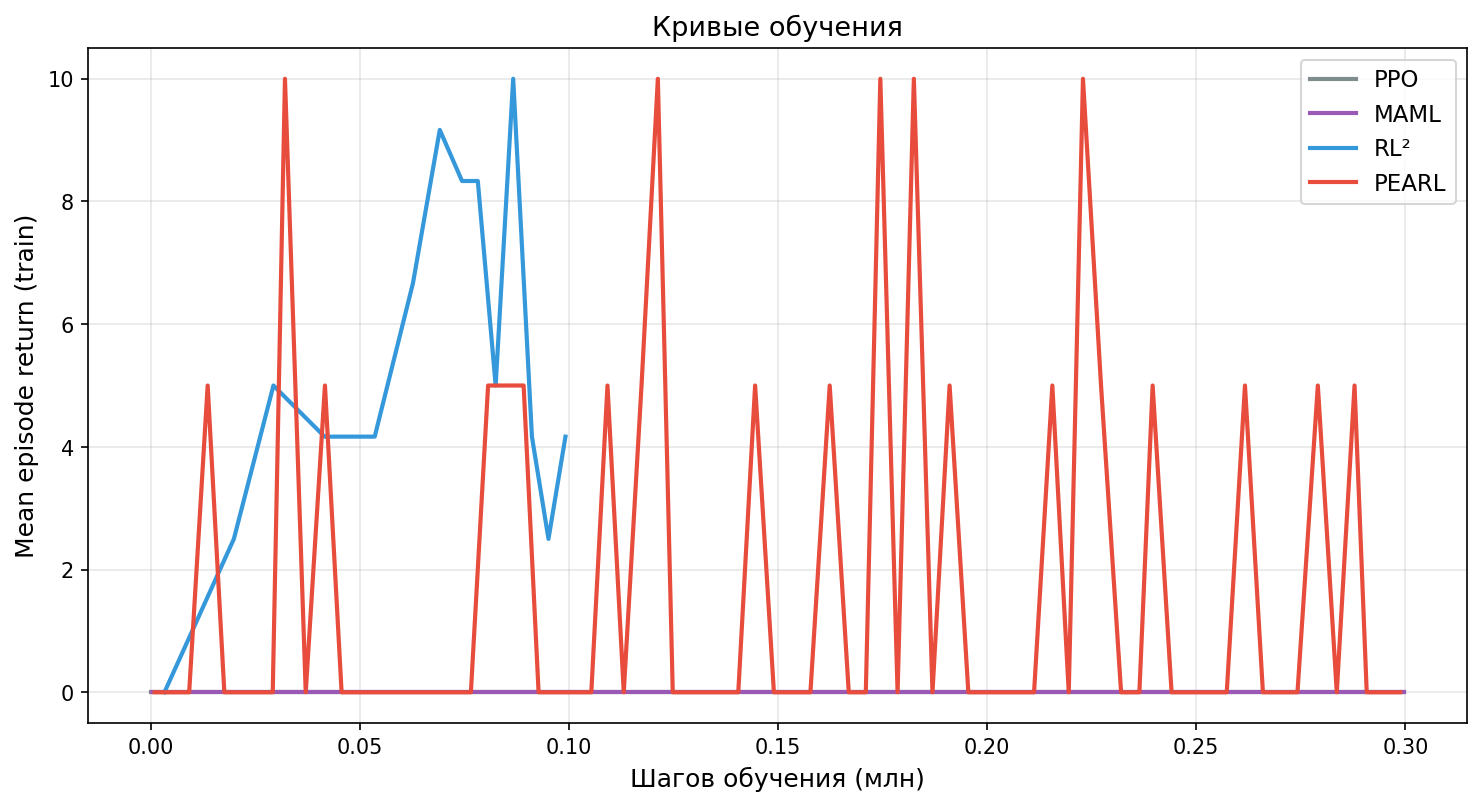 Кривые обучения
Mean episode return (train)
10
8
6
4
2
0
PPO
MAML
RL²
PEARL
0.00 0.05 0.10 0.15 0.20 0.25 0.30
Шагов обучения (млн)